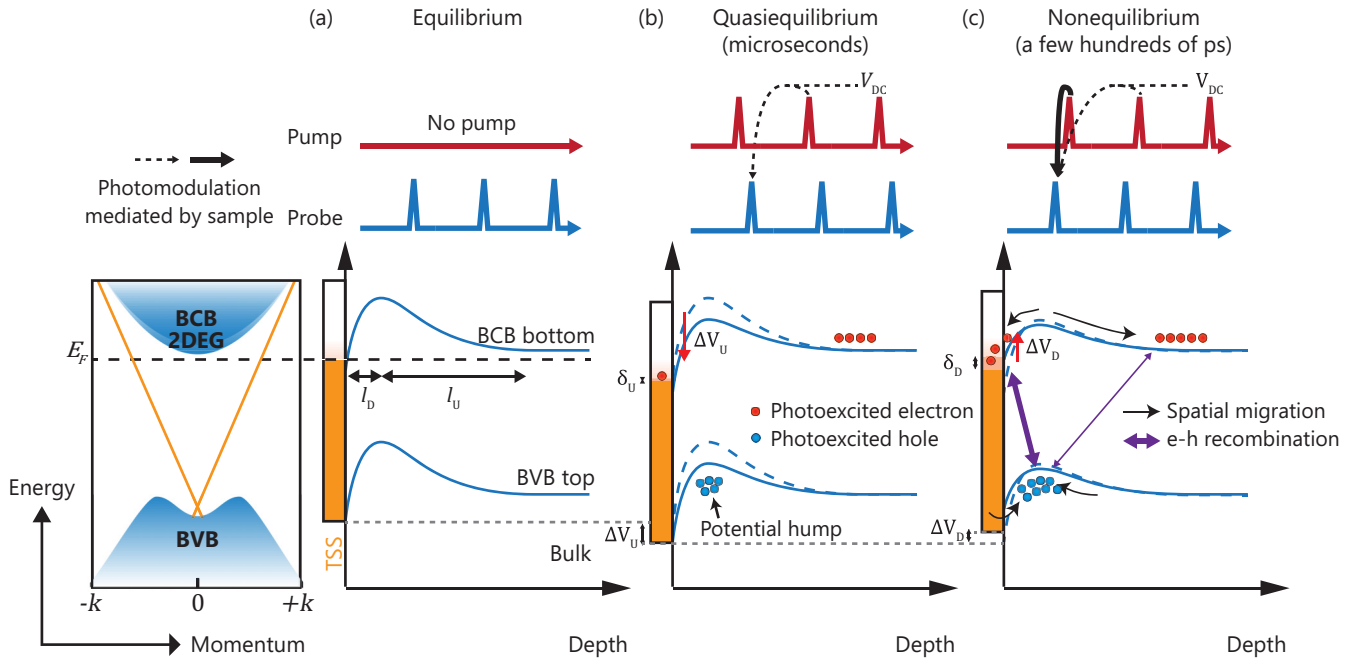 (a) Equilibrium
(b) Quasiequilibrium
(microseconds)
(c) Nonequilibrium
(a few hundreds of ps)
Pump
No pump
V_DC
V_DC
Photomodulation
mediated by sample
Probe
BCB
2DEG
E_F
BVB
-k 0 +k
Energy
Momentum
BCB bottom
l_D l_U
BVB top
TSS
Bulk
Depth
ΔV_U
δ_U
Photoexcited electron
Photoexcited hole
Potential hump
ΔV_U
Depth
ΔV_D
δ_D
Spatial migration
e-h recombination
ΔV_D
Depth